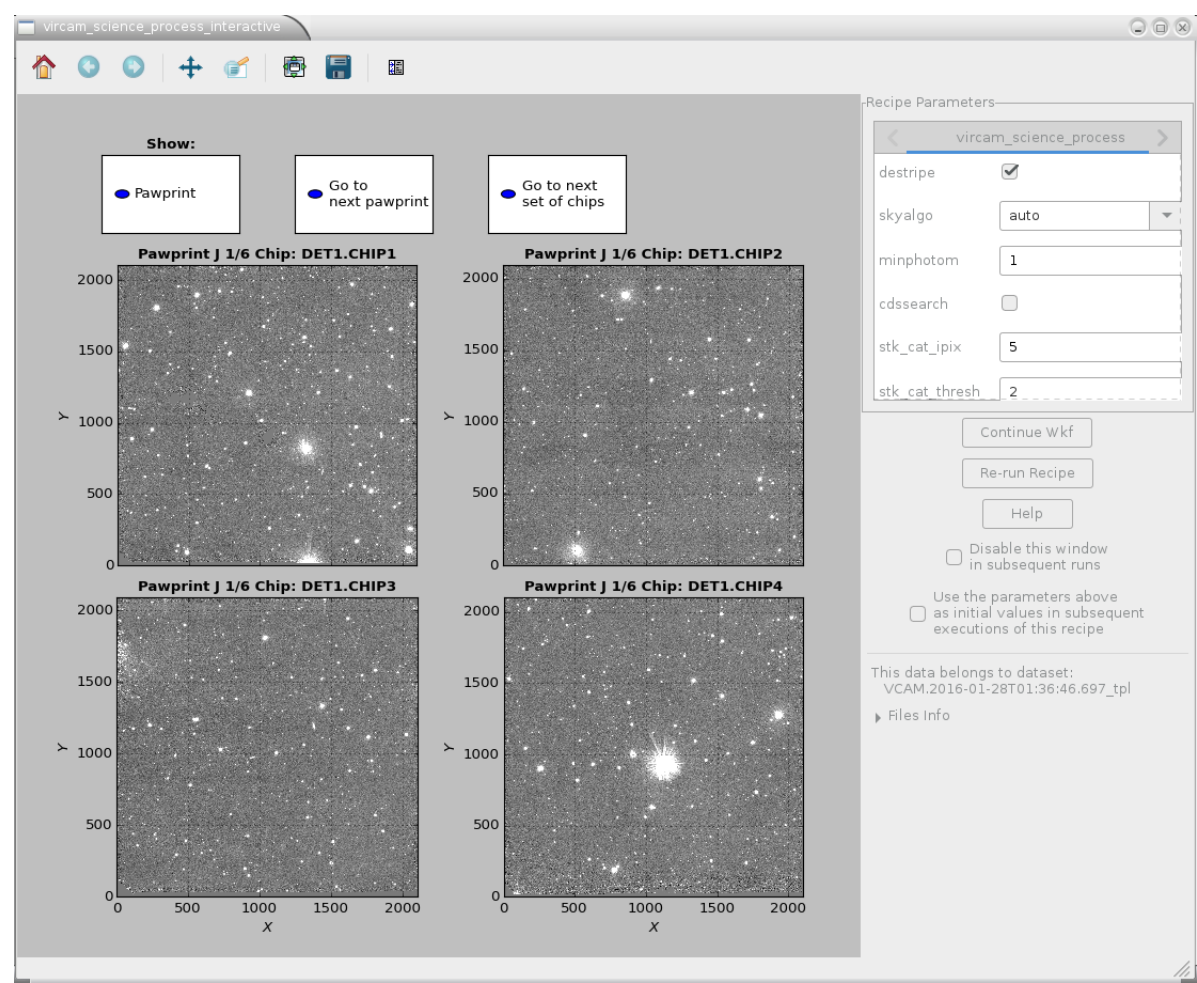 vircam_science_process_interactive
Show:
Pawprint
Go to
next pawprint
Go to next
set of chips
Pawprint J 1/6 Chip: DET1.CHIP1
2000
1500
1000
500
0
Y
Pawprint J 1/6 Chip: DET1.CHIP2
2000
1500
1000
500
0
Y
Pawprint J 1/6 Chip: DET1.CHIP3
2000
1500
1000
500
0
Y
0 500 1000 1500 2000
X
Pawprint J 1/6 Chip: DET1.CHIP4
2000
1500
1000
500
0
Y
0 500 1000 1500 2000
X
Recipe Parameters
vircam_science_process
destripe
skyalgo auto
minphotom 1
cdssearch
stk_cat_ipix 5
stk_cat_thresh 2
Continue Wkf
Re-run Recipe
Help
Disable this window
in subsequent runs
Use the parameters above
as initial values in subsequent
executions of this recipe
This data belongs to dataset:
VCAM.2016-01-28T01:36:46.697_tpl
Files Info